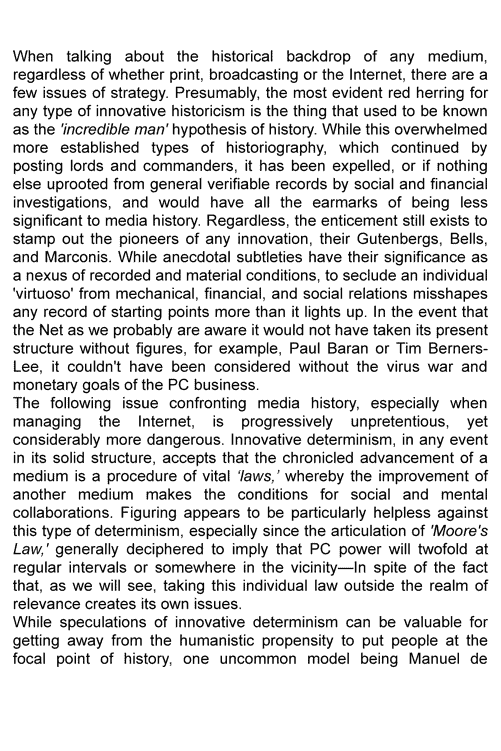 When talking about the historical backdrop of any medium,
regardless of whether print, broadcasting or the Internet, there are a
few issues of strategy. Presumably, the most evident red herring for
any type of innovative historicism is the thing that used to be known
as the 'incredible man' hypothesis of history. While this overwhelmed
more established types of historiography, which continued by
posting lords and commanders, it has been expelled, or if nothing
else uprooted from general verifiable records by social and financial
investigations, and would have all the earmarks of being less
significant to media history. Regardless, the enticement still exists to
stamp out the pioneers of any innovation, their Gutenbergs, Bells,
and Marconis. While anecdotal subtleties have their significance as
a nexus of recorded and material conditions, to seclude an individual
'virtuoso' from mechanical, financial, and social relations misshapes
any record of starting points more than it lights up. In the event that
the Net as we probably are aware it would not have taken its present
structure without figures, for example, Paul Baran or Tim Berners-
Lee, it couldn't have been considered without the virus war and
monetary goals of the PC business.
The following issue confronting media history, especially when
managing the Internet, is progressively unpretentious, yet
considerably more dangerous. Innovative determinism, in any event
in its solid structure, accepts that the chronicled advancement of a
medium is a procedure of vital 'laws,' whereby the improvement of
another medium makes the conditions for social and mental
collaborations. Figuring appears to be particularly helpless against
this type of determinism, especially since the articulation of 'Moore's
Law,' generally deciphered to imply that PC power will twofold at
regular intervals or somewhere in the vicinity—In spite of the fact
that, as we will see, taking this individual law outside the realm of
relevance creates its own issues.
While speculations of innovative determinism can be valuable for
getting away from the humanistic propensity to put people at the
focal point of history, one uncommon model being Manuel de